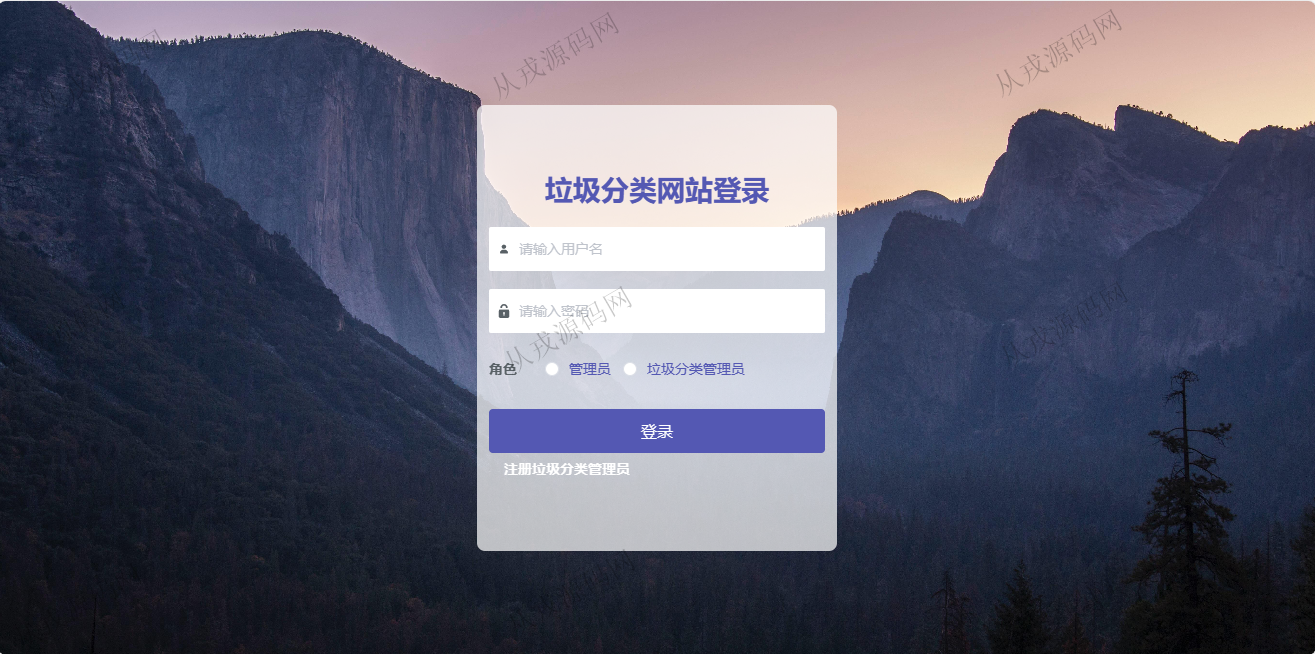 从戎源码网
从戎源码网
垃圾分类网站登录
请输入用户名
请输入密码
从戎源码网
从戎源码网
角色 管理员 垃圾分类管理员
登录
注册垃圾分类管理员